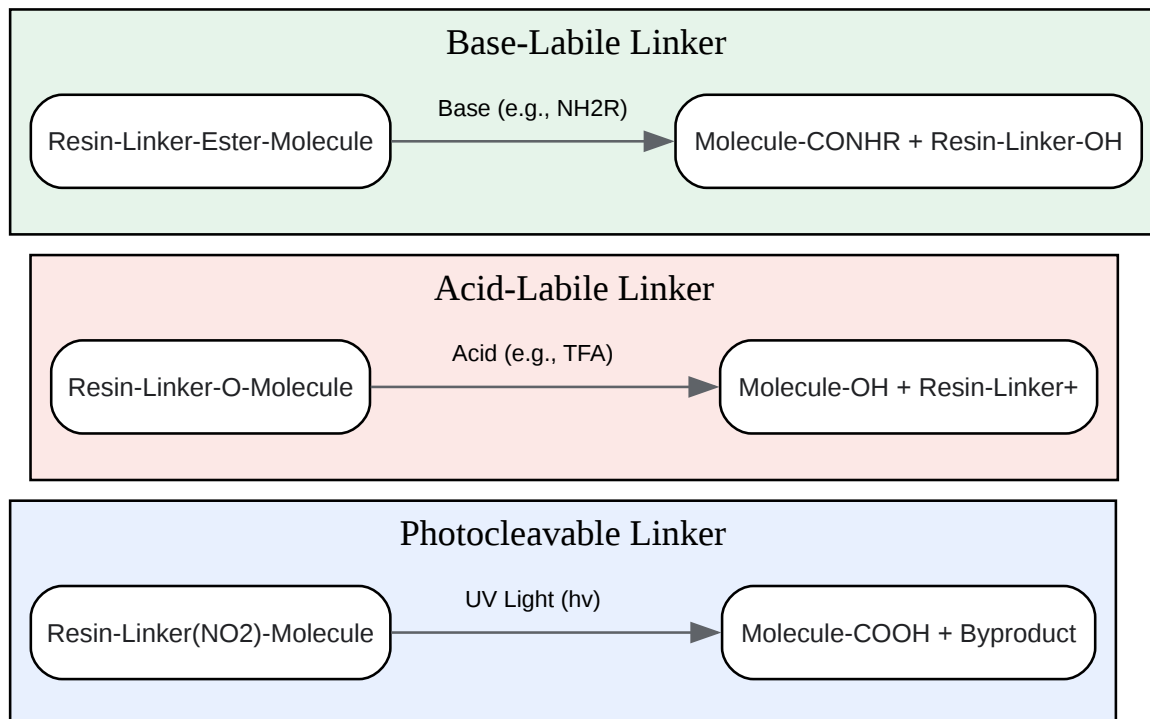 Base-Labile Linker
Base (e.g., NH2R)
Resin-Linker-Ester-Molecule
Molecule-CONHR + Resin-Linker-OH
Acid-Labile Linker
Acid (e.g., TFA)
Resin-Linker-O-Molecule
Molecule-OH + Resin-Linker+
Photocleavable Linker
UV Light (hv)
Resin-Linker(NO2)-Molecule
Molecule-COOH + Byproduct